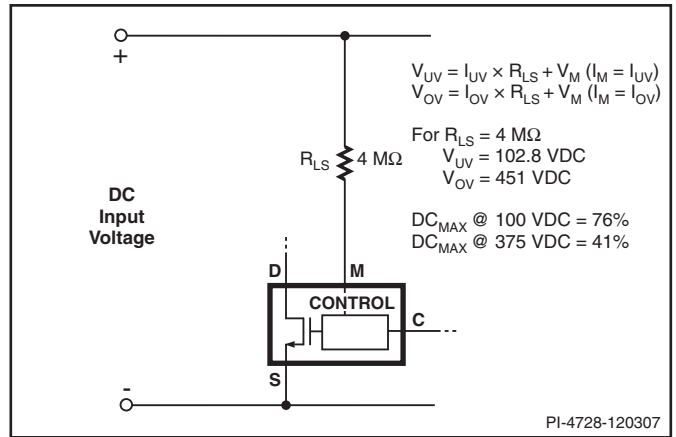 +
V_UV = I_UV × R_LS + V_M (I_M = I_UV)
V_OV = I_OV × R_LS + V_M (I_M = I_OV)
For R_LS = 4 MΩ
V_UV = 102.8 VDC
V_OV = 451 VDC
R_LS 4 MΩ
DC
Input
Voltage
DC_MAX @ 100 VDC = 76%
DC_MAX @ 375 VDC = 41%
D M
CONTROL
C
S
-
PI-4728-120307